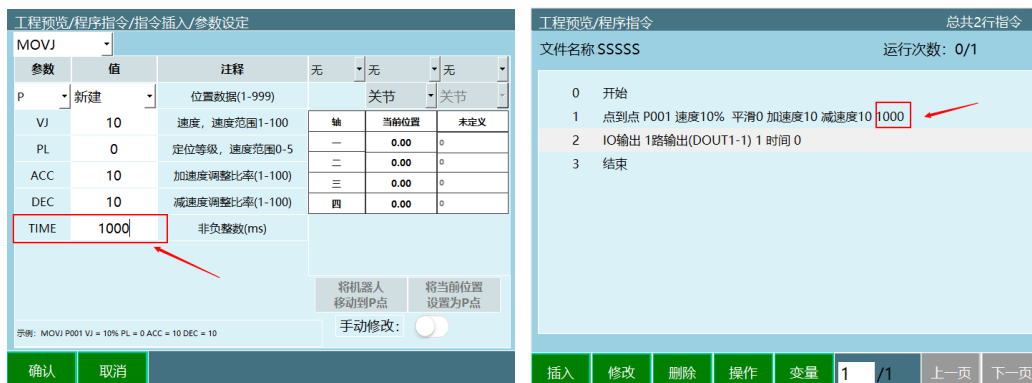 工程预览/程序指令/指令插入/参数设定
MOVJ
参数 值 注释 无 无 无
P 新建 位置数据(1-999) 关节 关节
VJ 10 速度，速度范围1-100 轴 当前位置 未定义
PL 0 定位等级，速度范围0-5 一 0.00 0
二 0.00 0
ACC 10 加速度调整比率(1-100) 三 0.00 0
DEC 10 减速度调整比率(1-100) 四 0.00 0
TIME 1000 非负整数(ms)
将机器人 将当前位置
移动到P点 设置为P点
手动修改：
示例：MOVJ P001 VJ = 10% PL = 0 ACC = 10 DEC = 10
确认 取消
工程预览/程序指令 总共2行指令
文件名称 SSSSS 运行次数：0/1
0 开始
1 点到点 P001 速度10% 平滑0 加速度10 减速度10 1000
2 IO输出 1路输出(DOUT1-1) 1 时间 0
3 结束
插入 修改 删除 操作 变量 1 /1 上一页 下一页